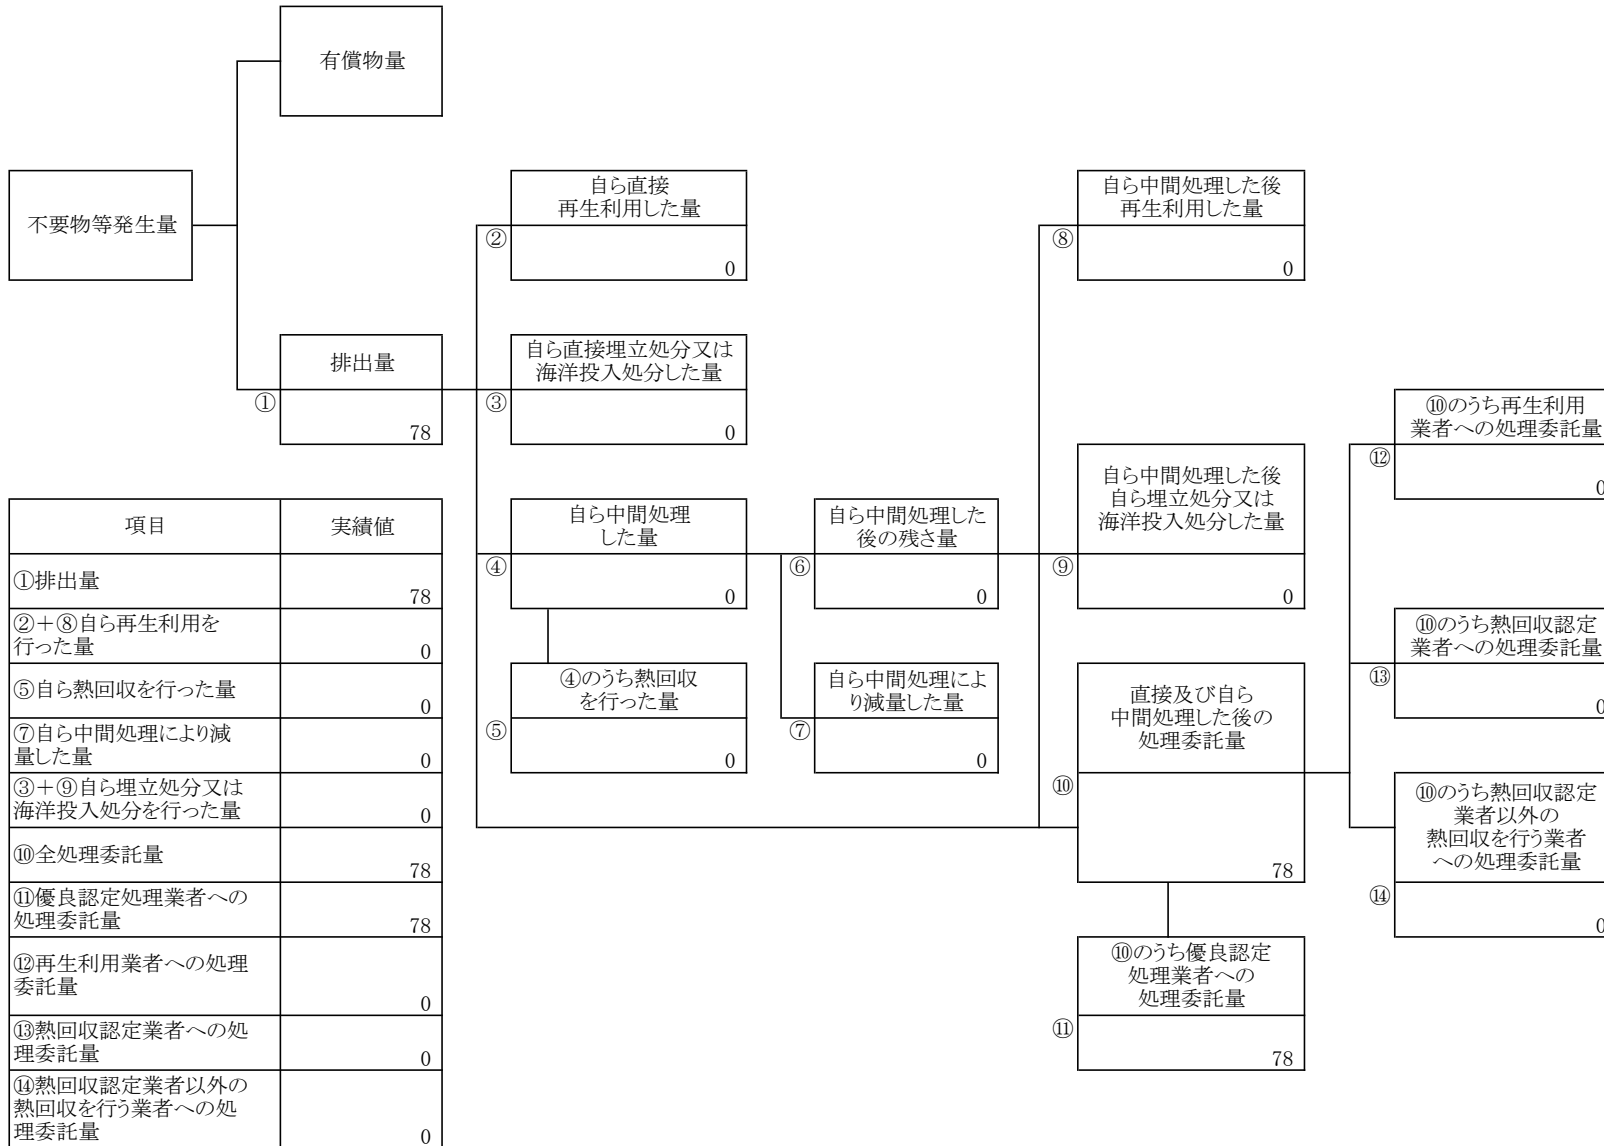 有償物量
不要物等発生量
自ら直接
再生利用した量
②
0
自ら中間処理した後
再生利用した量
⑧
0
排出量
①
78
自ら直接埋立処分又は
海洋投入処分した量
③
0
⑩のうち再生利用
業者への処理委託量
⑫
0
自ら中間処理
した量
④
0
自ら中間処理した
後の残さ量
⑥
0
自ら中間処理した後
自ら埋立処分又は
海洋投入処分した量
⑨
0
⑩のうち熱回収認定
業者への処理委託量
⑬
0
④のうち熱回収
を行った量
⑤
0
自ら中間処理によ
り減量した量
⑦
0
直接及び自ら
中間処理した後の
処理委託量
⑩
78
⑩のうち熱回収認定
業者以外の
熱回収を行う業者
への処理委託量
⑭
0
⑩のうち優良認定
処理業者への
処理委託量
⑪
78
項目 実績値
①排出量
78
②＋⑧自ら再生利用を
行った量
0
⑤自ら熱回収を行った量
0
⑦自ら中間処理により減
量した量
0
③＋⑨自ら埋立処分又は
海洋投入処分を行った量
0
⑩全処理委託量
78
⑪優良認定処理業者への
処理委託量
78
⑫再生利用業者への処理
委託量
0
⑬熱回収認定業者への処
理委託量
0
⑭熱回収認定業者以外の
熱回収を行う業者への処
理委託量
0